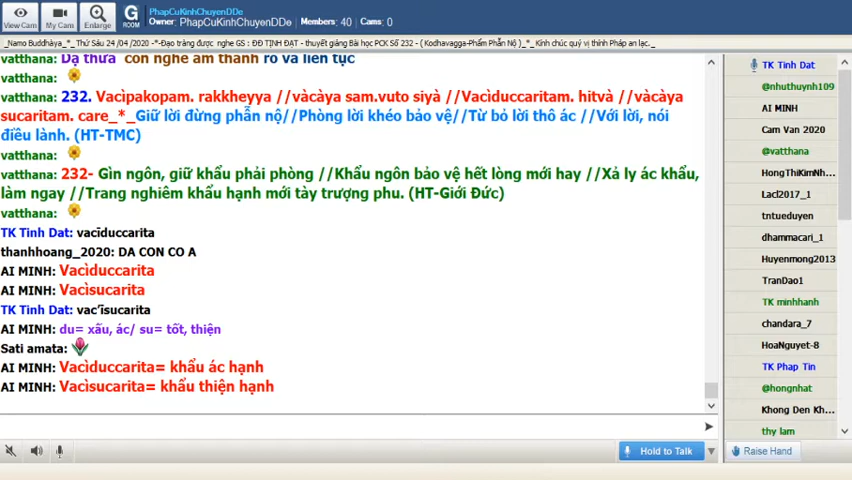 PhapCuKinhChuyenDDe
Owner: PhapCuKinhChuyenDDe Members: 40 Cams: 0
View Cam
My Cam
Enlarge
G
ROOM
_Namo Buddhàya_*_ Thứ Sáu 24 /04 /2020 -*-Đạo tràng được nghe GS : ĐĐ TỊNH ĐẠT - thuyết giảng Bài học PCK Số 232 - ( Kodhavagga-Phẩm Phẫn Nộ )_*_ Kính chúc quý vị thính Pháp an lạc._
vatthana: Dạ thưa con nghe âm thanh rõ và liên tục
vatthana:
232. Vacìpakopam. rakkheyya //vàcàya sam.vuto siyà //Vacìduccaritam. hitvà //vàcàya
sucaritam. care_*_Giữ lời đừng phẫn nộ//Phòng lời khéo bảo vệ//Từ bỏ lời thô ác //Với lời, nói
điều lành. (HT-TMC)
vatthana:
vatthana: 232- Gìn ngôn, giữ khẩu phải phòng //Khẩu ngôn bảo vệ hết lòng mới hay //Xả ly ác khẩu,
làm ngay //Trang nghiêm khẩu hạnh mới tày trượng phu. (HT-Giới Đức)
vatthana:
TK Tinh Dat: vacīduccarita
thanhhoang_2020: DA CON CO A
AI MINH: Vacìduccarita
AI MINH: Vacìsucarita
TK Tinh Dat: vac'īsucarita
AI MINH: du= xấu, ác/ su= tốt, thiện
Sati amata:
AI MINH: Vacìduccarita= khẩu ác hạnh
AI MINH: Vacìsucarita= khẩu thiện hạnh
TK Tinh Dat
@nhuthuynh109
AI MINH
Cam Van 2020
@vatthana
HongThiKimNh...
Lacl2017_1
tntueduyen
dhammacari_1
Huyenmong2013
TranDao1
TK minhhanh
chandara_7
HoaNguyet-8
TK Phap Tin
@hongnhat
Khong Den Kh...
thy lam
Hold to Talk
Raise Hand